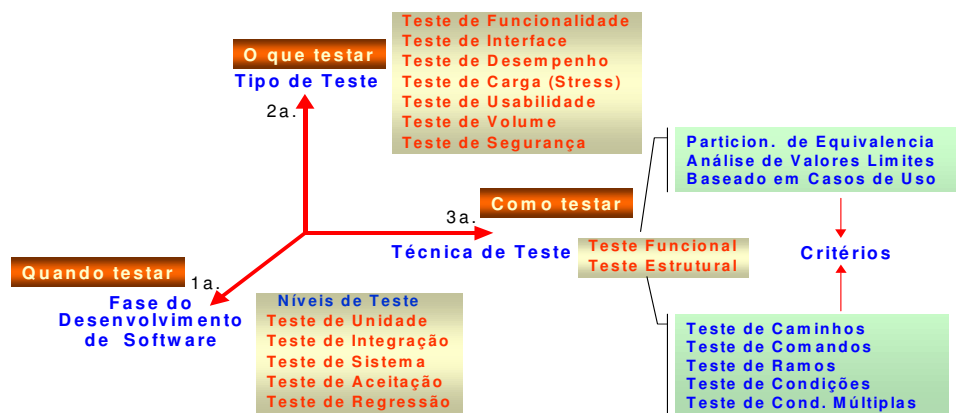 O que testar
Tipo de Teste
2a.
Teste de Funcionalidade
Teste de Interface
Teste de Desempenho
Teste de Carga (Stress)
Teste de Usabilidade
Teste de Volume
Teste de Segurança
Como testar
3a.
Técnica de Teste
Teste Funcional
Teste Estrutural
Particion. de Equivalencia
Análise de Valores Limites
Baseado em Casos de Uso
Critérios
Teste de Caminhos
Teste de Comandos
Teste de Ramos
Teste de Condições
Teste de Cond. Múltiplas
Quando testar
1a.
Fase do
Desenvolvimento
de Software
Níveis de Teste
Teste de Unidade
Teste de Integração
Teste de Sistema
Teste de Aceitação
Teste de Regressão